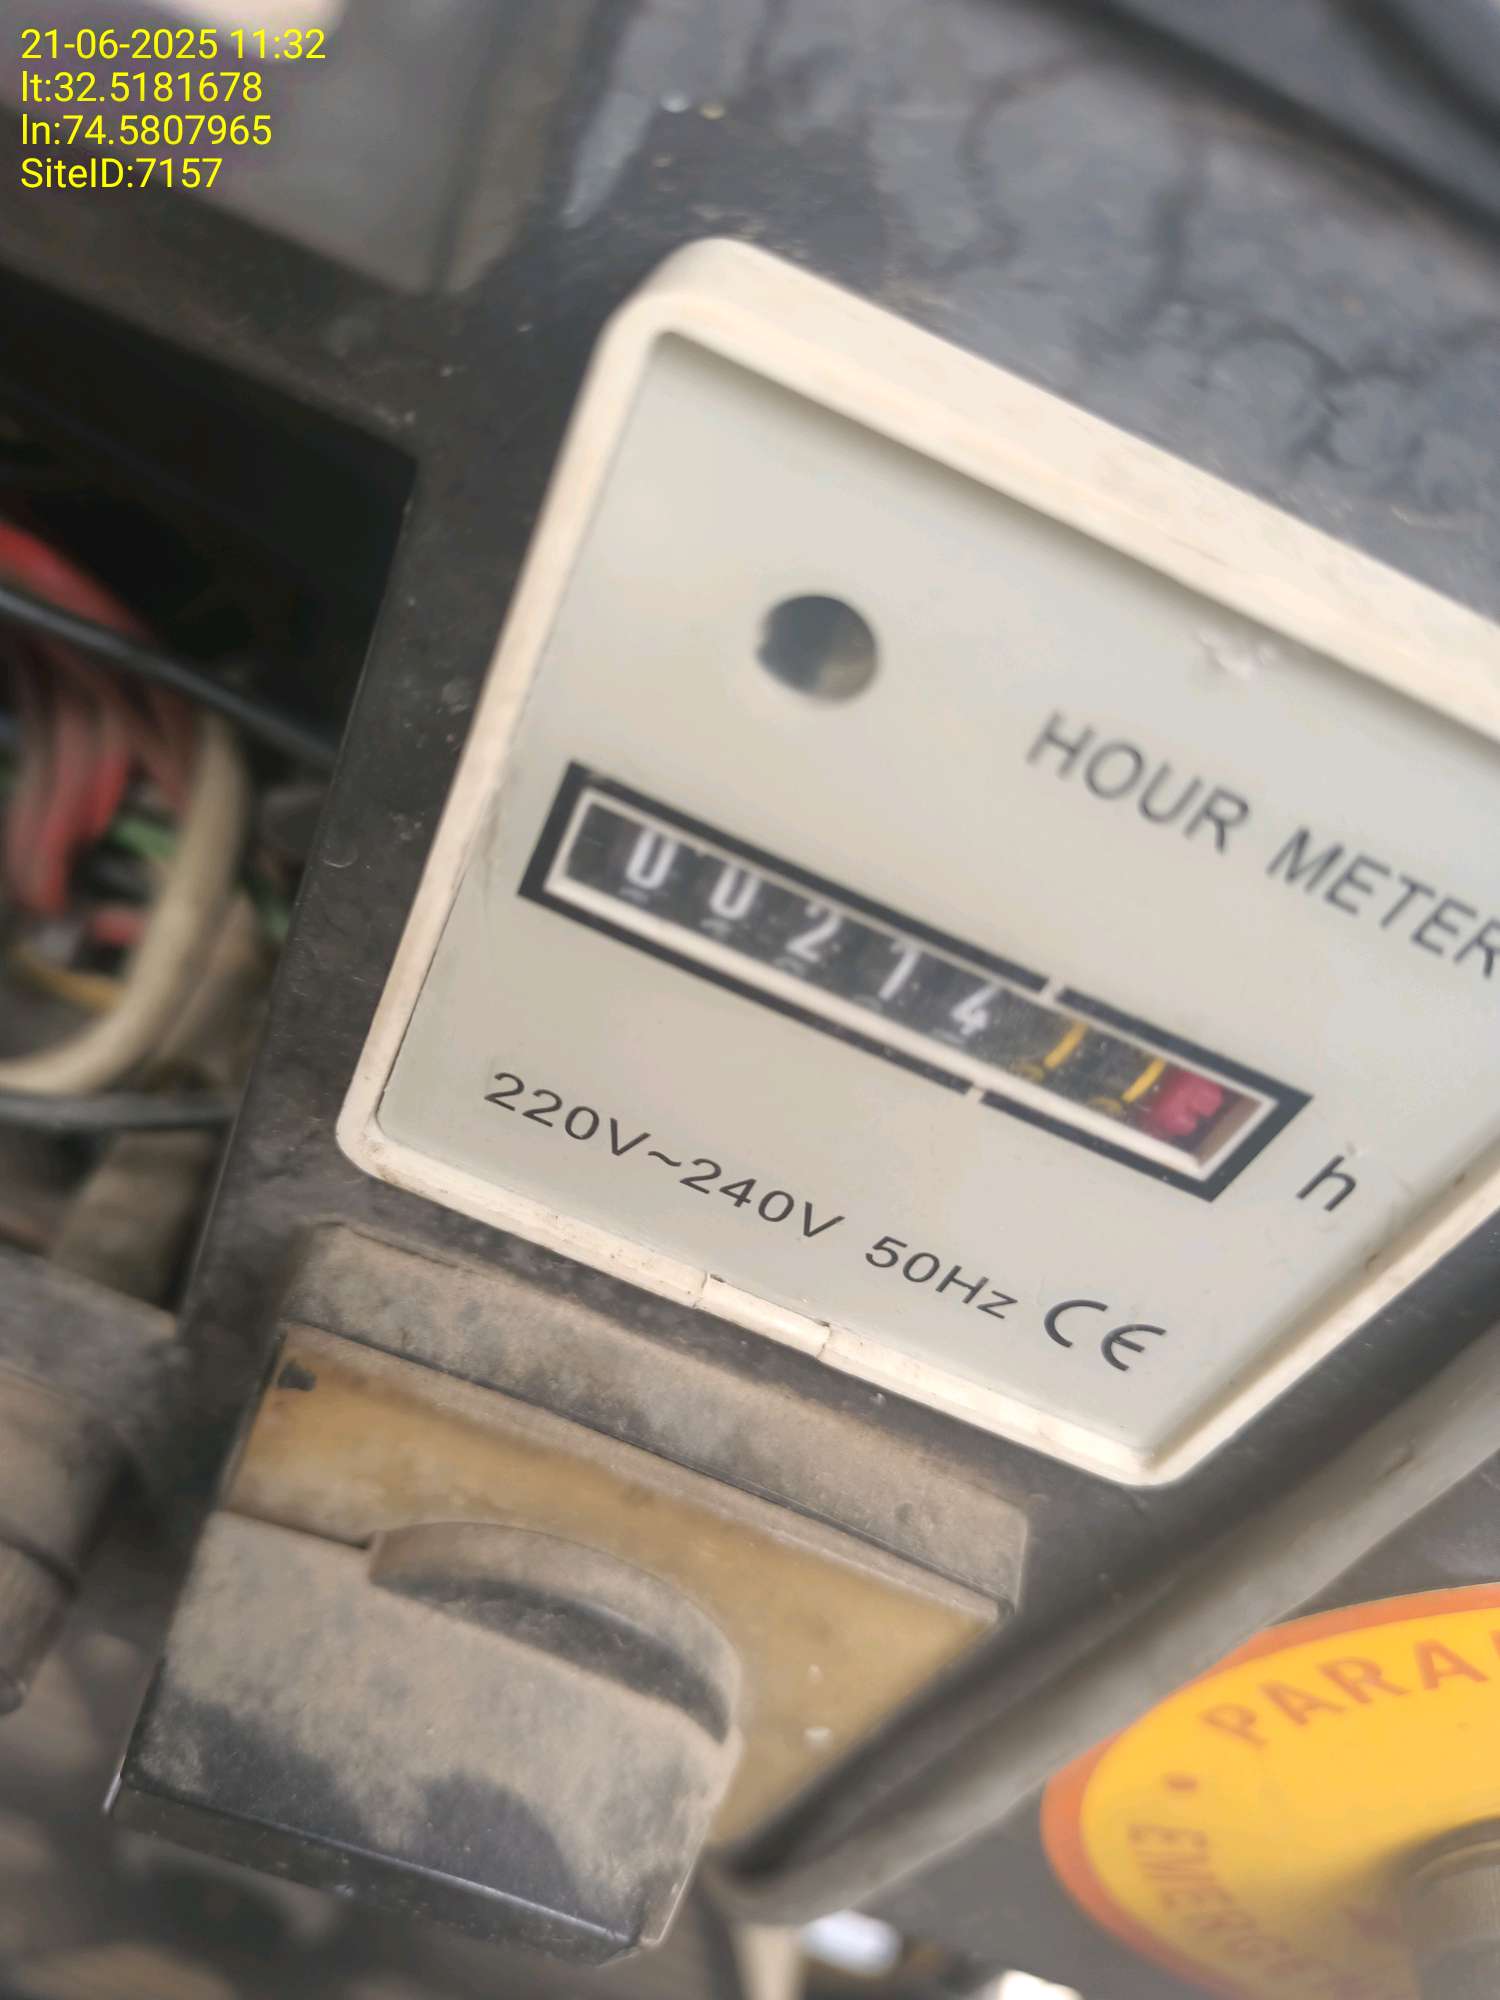 21-06-2025 11:32
lt:32.5181678
ln:74.5807965
SiteID:7157
HOUR METER
00214
h
220V~240V 50Hz CE